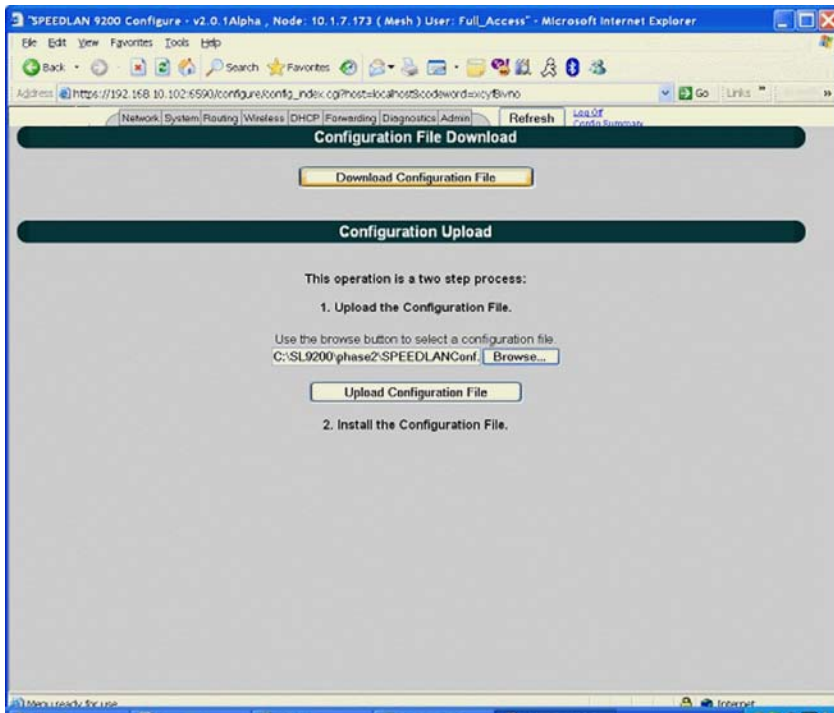 "SPEEDLAN 9200 Configure - v2.0.1Alpha , Node: 10.1.7.173 ( Mesh ) User: Full_Access" - Microsoft Internet Explorer
File Edit View Favorites Tools Help
Back Search Favorites
Address https://192.168.10.102:6590/configure/config_index.cgi?host=localhost&codeword= Go Links
Network System Routing Wireless DHCP Forwarding Diagnostics Admin Refresh Log Off
Config Summary
Configuration File Download
Download Configuration File
Configuration Upload
This operation is a two step process:
1. Upload the Configuration File.
Use the browse button to select a configuration file.
C:\SL9200\phase2\SPEEDLANConf. Browse...
Upload Configuration File
2. Install the Configuration File.
Menu ready for use Internet